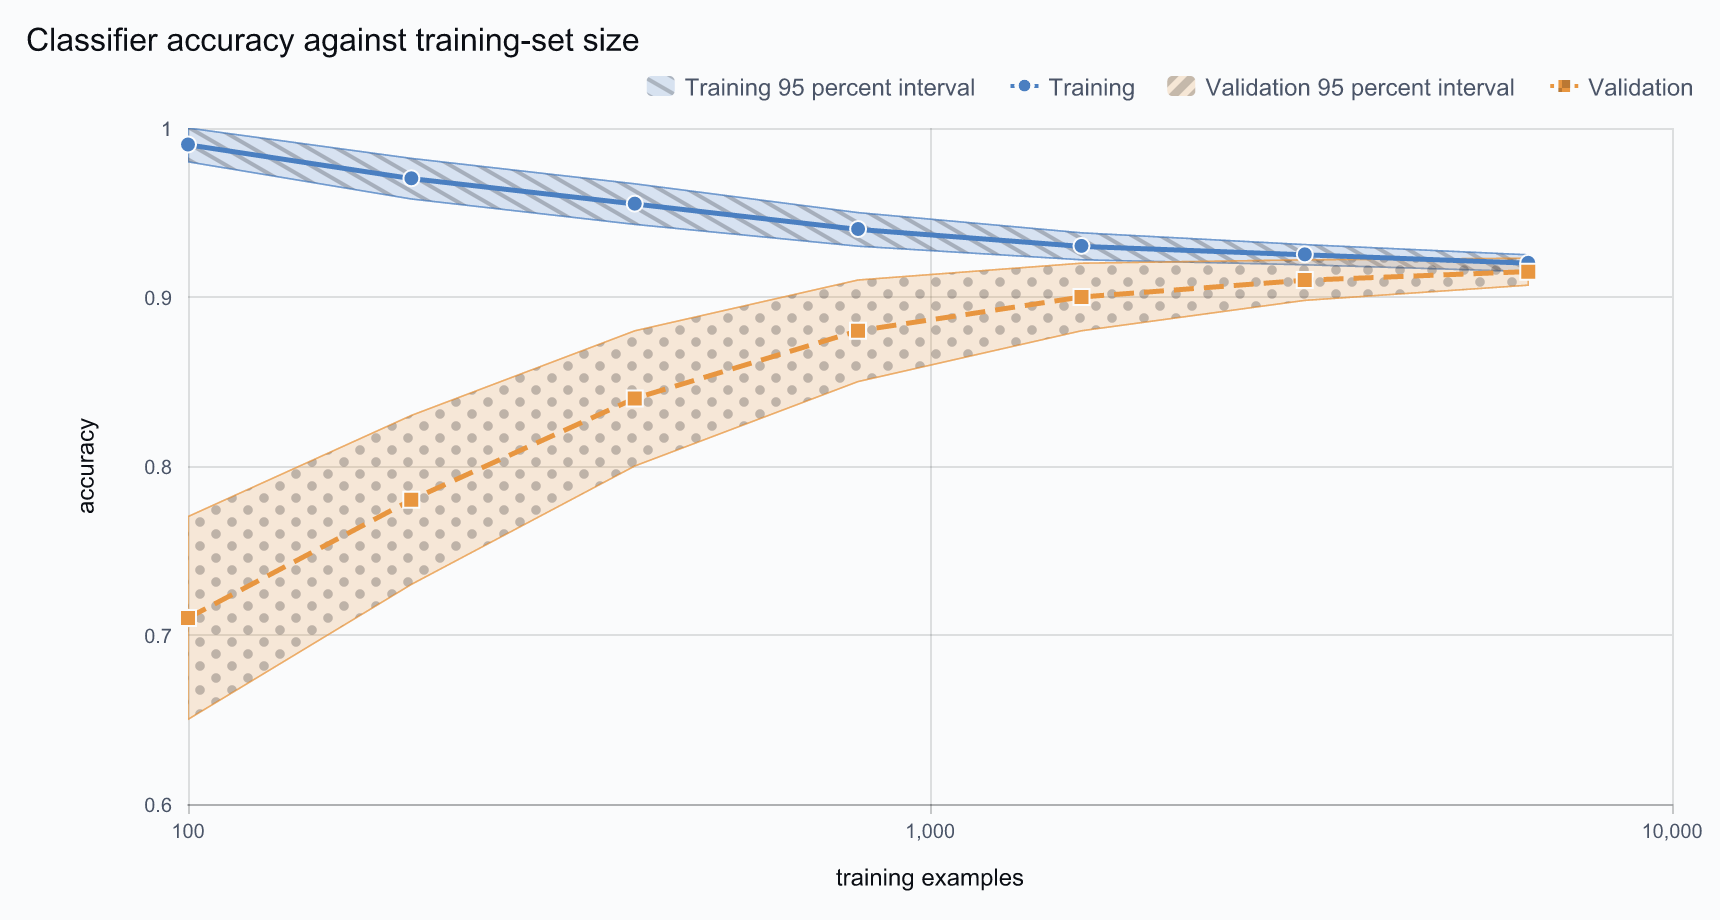 Classifier accuracy against training-set size
Training 95 percent interval Training Validation 95 percent interval Validation
1
0.9
0.8
0.7
0.6
accuracy
100 1,000 10,000
training examples